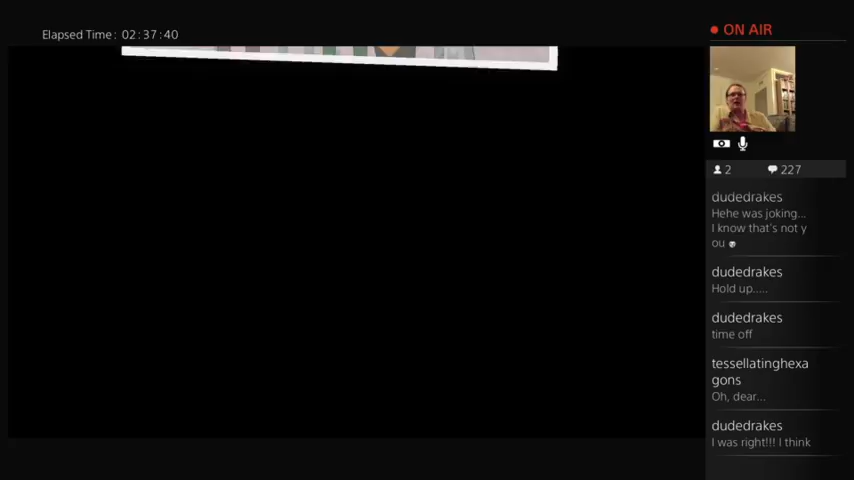 Elapsed Time : 02:37:40
ON AIR
2
227
dudedrakes
Hehe was joking...
I know that's not y
ou
dudedrakes
Hold up.....
dudedrakes
time off
tessellatinghexa
gons
Oh, dear...
dudedrakes
I was right!!! I think